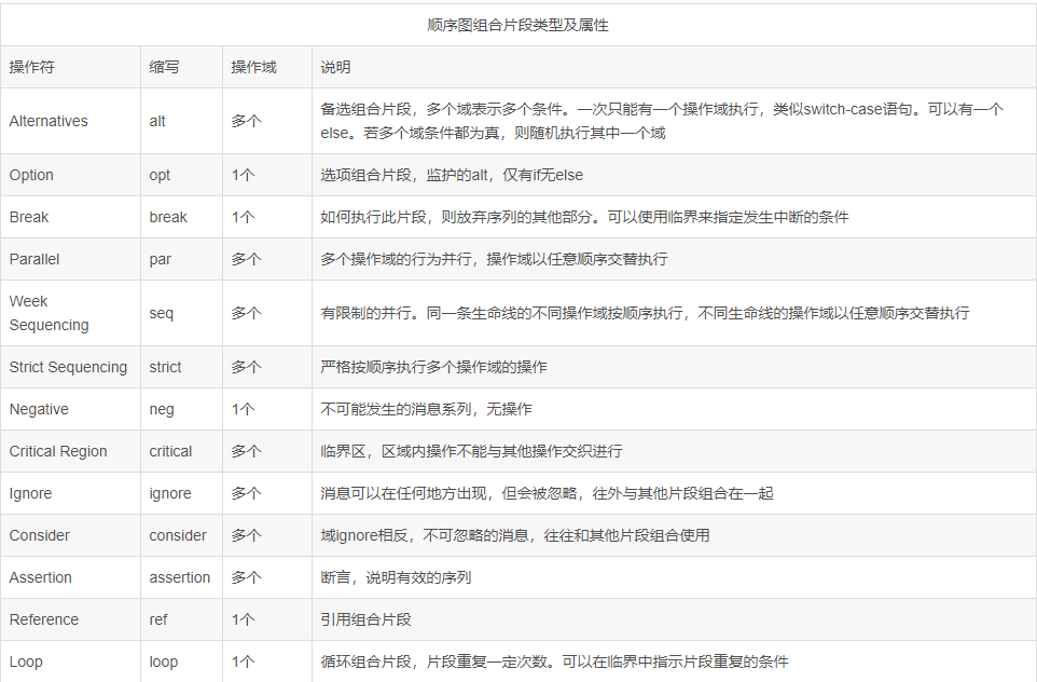 顺序图组合片段类型及属性
操作符 缩写 操作域 说明
Alternatives alt 多个 备选组合片段，多个域表示多个条件。一次只能有一个操作域执行，类似switch-case语句。可以有一个
else。若多个域条件都为真，则随机执行其中一个域
Option opt 1个 选项组合片段，监护的alt，仅有if无else
Break break 1个 如何执行此片段，则放弃序列的其他部分。可以使用临界来指定发生中断的条件
Parallel par 多个 多个操作域的行为并行，操作域以任意顺序交替执行
Week
Sequencing seq 多个 有限制的并行。同一条生命线的不同操作域按顺序执行，不同生命线的操作域以任意顺序交替执行
Strict Sequencing strict 多个 严格按顺序执行多个操作域的操作
Negative neg 1个 不可能发生的消息系列，无操作
Critical Region critical 多个 临界区，区域内操作不能与其他操作交织进行
Ignore ignore 多个 消息可以在任何地方出现，但会被忽略，往外与其他片段组合在一起
Consider consider 多个 域ignore相反，不可忽略的消息，往往和其他片段组合使用
Assertion assertion 多个 断言，说明有效的序列
Reference ref 1个 引用组合片段
Loop loop 1个 循环组合片段，片段重复一定次数。可以在临界中指示片段重复的条件